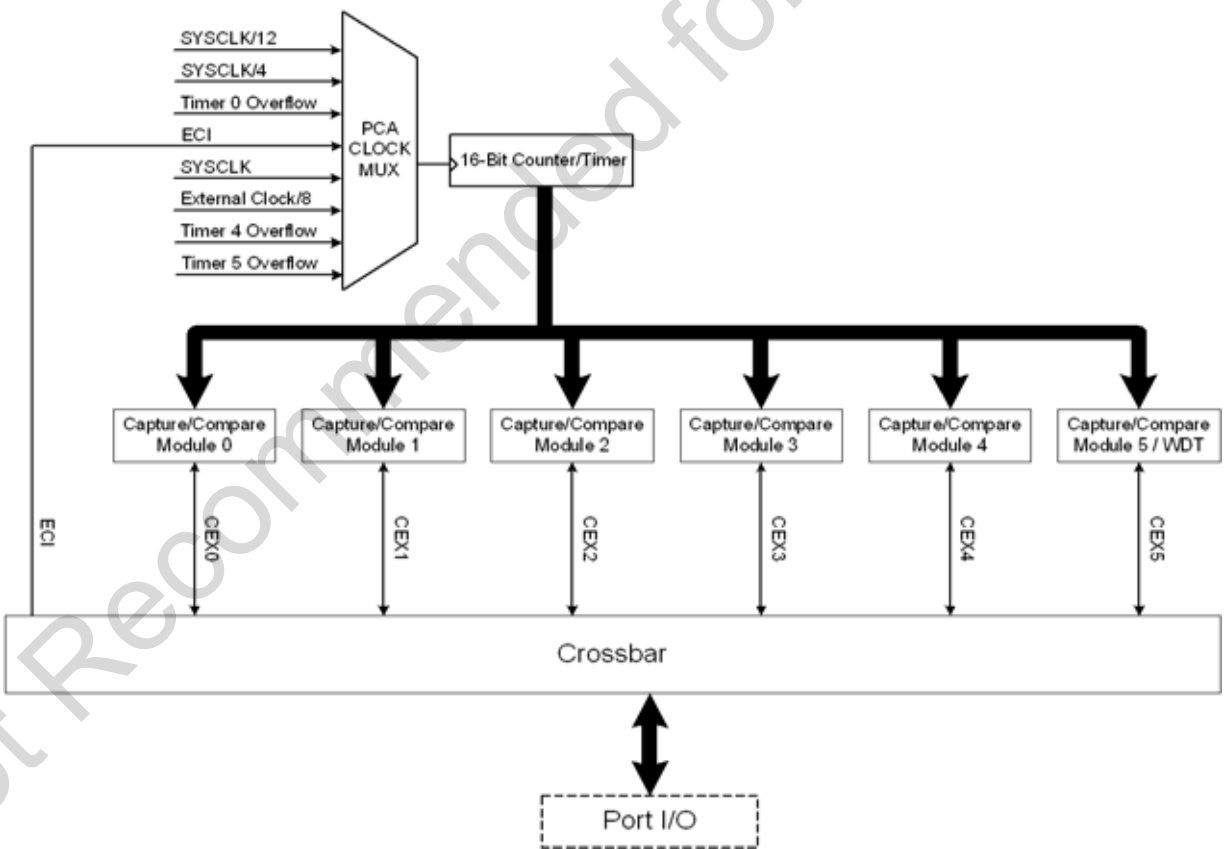 SYSCLK/12
SYSCLK/4
Timer 0 Overflow
ECI
SYSCLK
External Clock/8
Timer 4 Overflow
Timer 5 Overflow
PCA
CLOCK
MUX
16-Bit Counter/Timer
Capture/Compare
Module 0
Capture/Compare
Module 1
Capture/Compare
Module 2
Capture/Compare
Module 3
Capture/Compare
Module 4
Capture/Compare
Module 5 / WDT
ECI
CEX0
CEX1
CEX2
CEX3
CEX4
CEX5
Crossbar
Port I/O
Recommended for